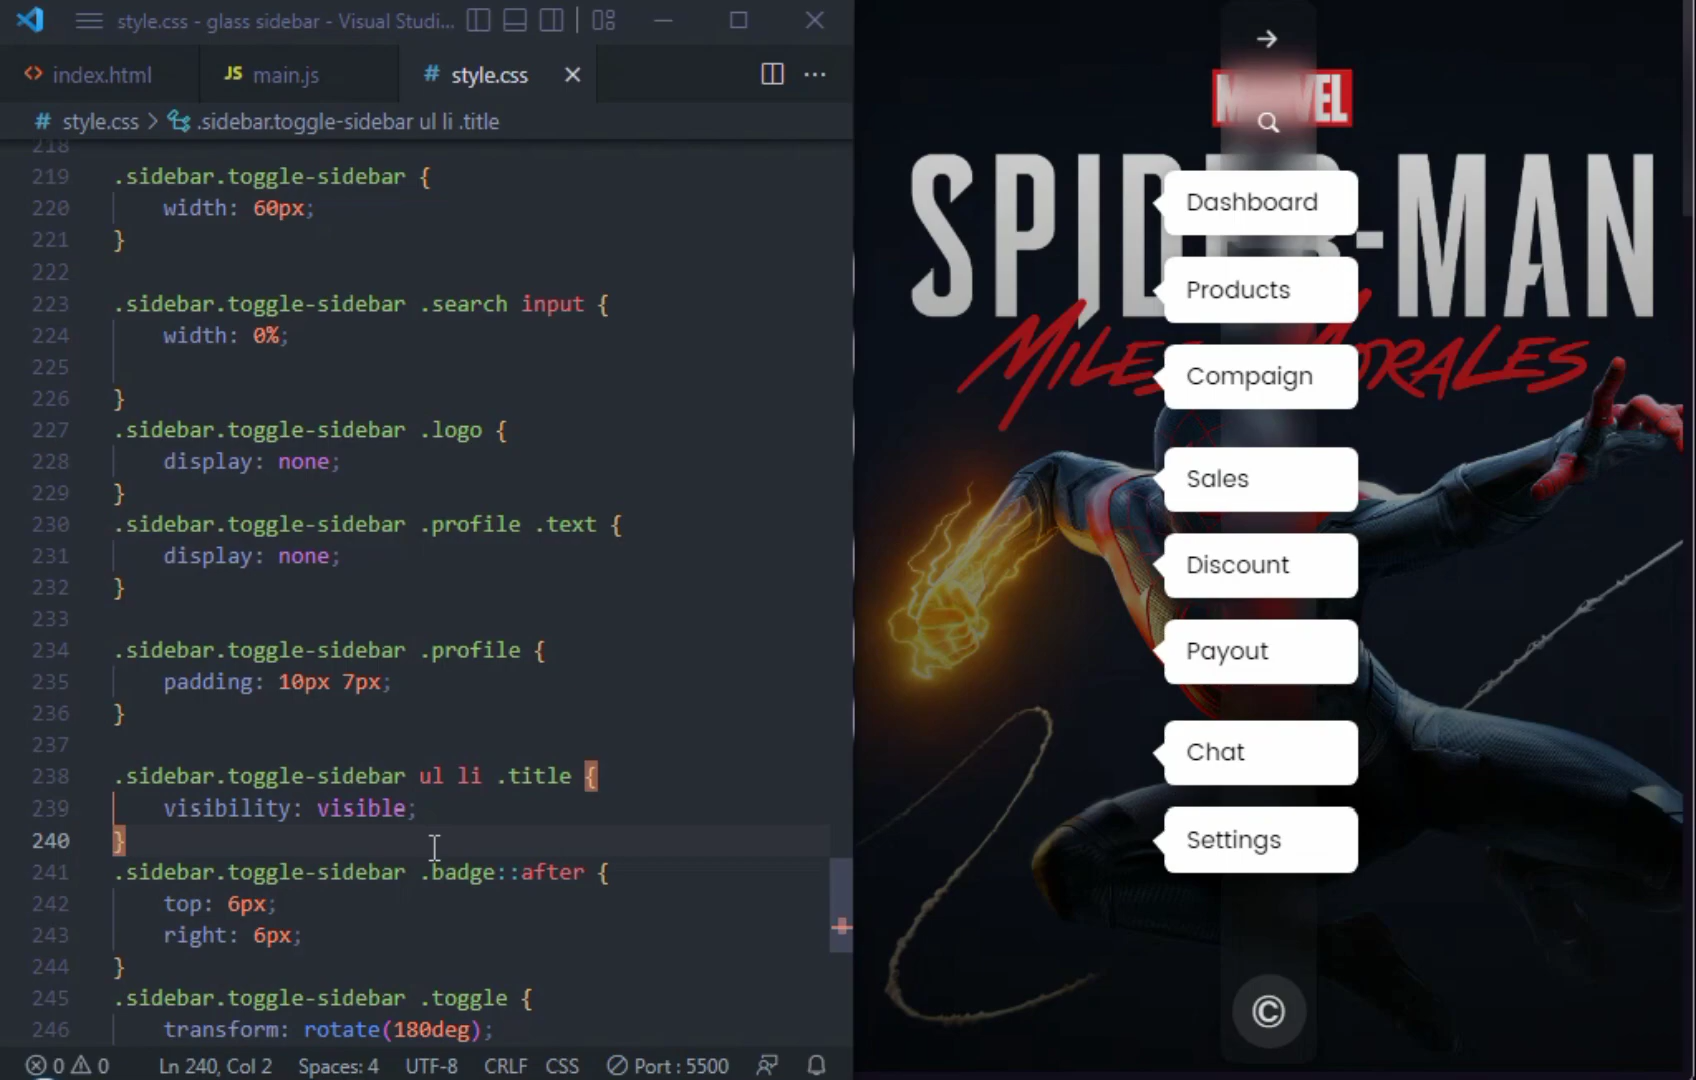 style.css - glass sidebar - Visual Studi...
index.html
JS main.js
# style.css
...
# style.css > .sidebar.toggle-sidebar ul li .title
218
219 .sidebar.toggle-sidebar {
220 width: 60px;
221 }
222
223 .sidebar.toggle-sidebar .search input {
224 width: 0%;
225
226 }
227 .sidebar.toggle-sidebar .logo {
228 display: none;
229 }
230 .sidebar.toggle-sidebar .profile .text {
231 display: none;
232 }
233
234 .sidebar.toggle-sidebar .profile {
235 padding: 10px 7px;
236 }
237
238 .sidebar.toggle-sidebar ul li .title {
239 visibility: visible;
240 }
241 .sidebar.toggle-sidebar .badge::after {
242 top: 6px;
243 right: 6px;
244 }
245 .sidebar.toggle-sidebar .toggle {
246 transform: rotate(180deg);
0 0 Ln 240, Col 2 Spaces: 4 UTF-8 CRLF CSS Port : 5500
SPIDER-MAN
MILES MORALES
Dashboard
Products
Compaign
Sales
Discount
Payout
Chat
Settings
©